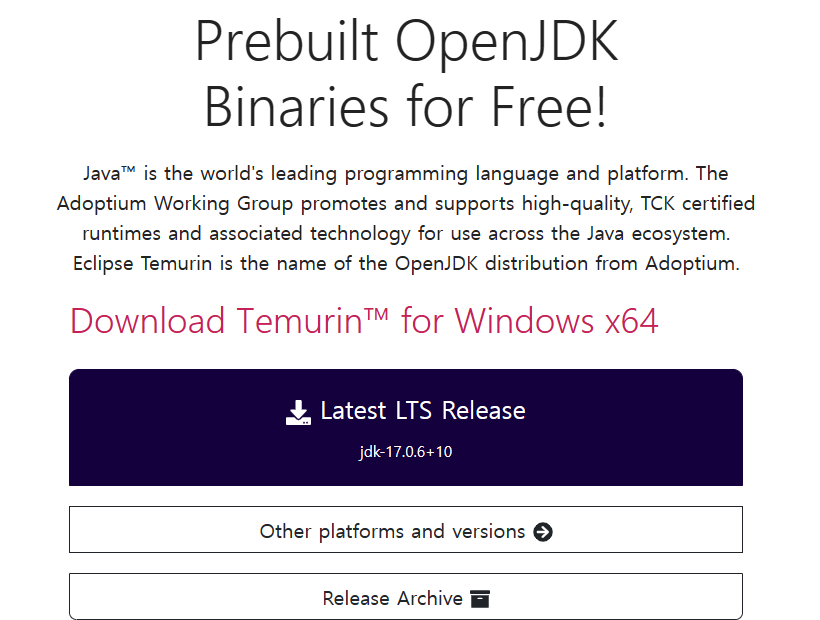 Prebuilt OpenJDK
Binaries for Free!
Java™ is the world's leading programming language and platform. The
Adoptium Working Group promotes and supports high-quality, TCK certified
runtimes and associated technology for use across the Java ecosystem.
Eclipse Temurin is the name of the OpenJDK distribution from Adoptium.
Download Temurin™ for Windows x64
Latest LTS Release
jdk-17.0.6+10
Other platforms and versions
Release Archive